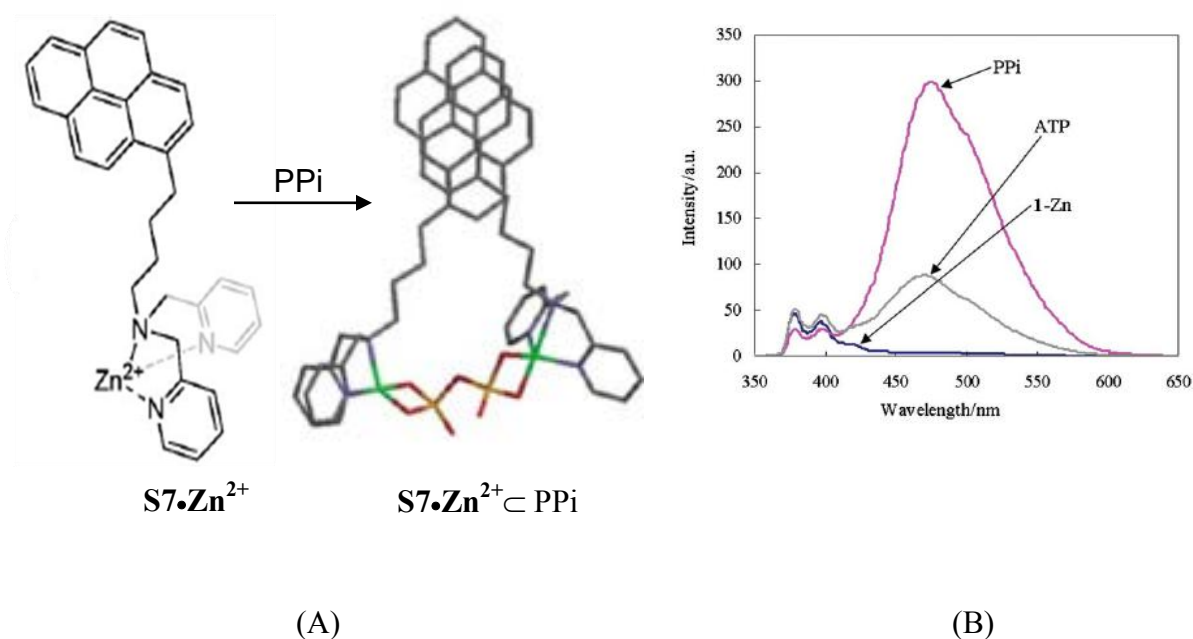 PPi
N
N
Zn²⁺
N
S7•Zn²⁺
S7•Zn²⁺⊂ PPi
(A)
350
300
250
200
150
100
50
0
Intensity/a.u.
PPi
ATP
1-Zn
350 400 450 500 550 600 650
Wavelength/nm
(B)